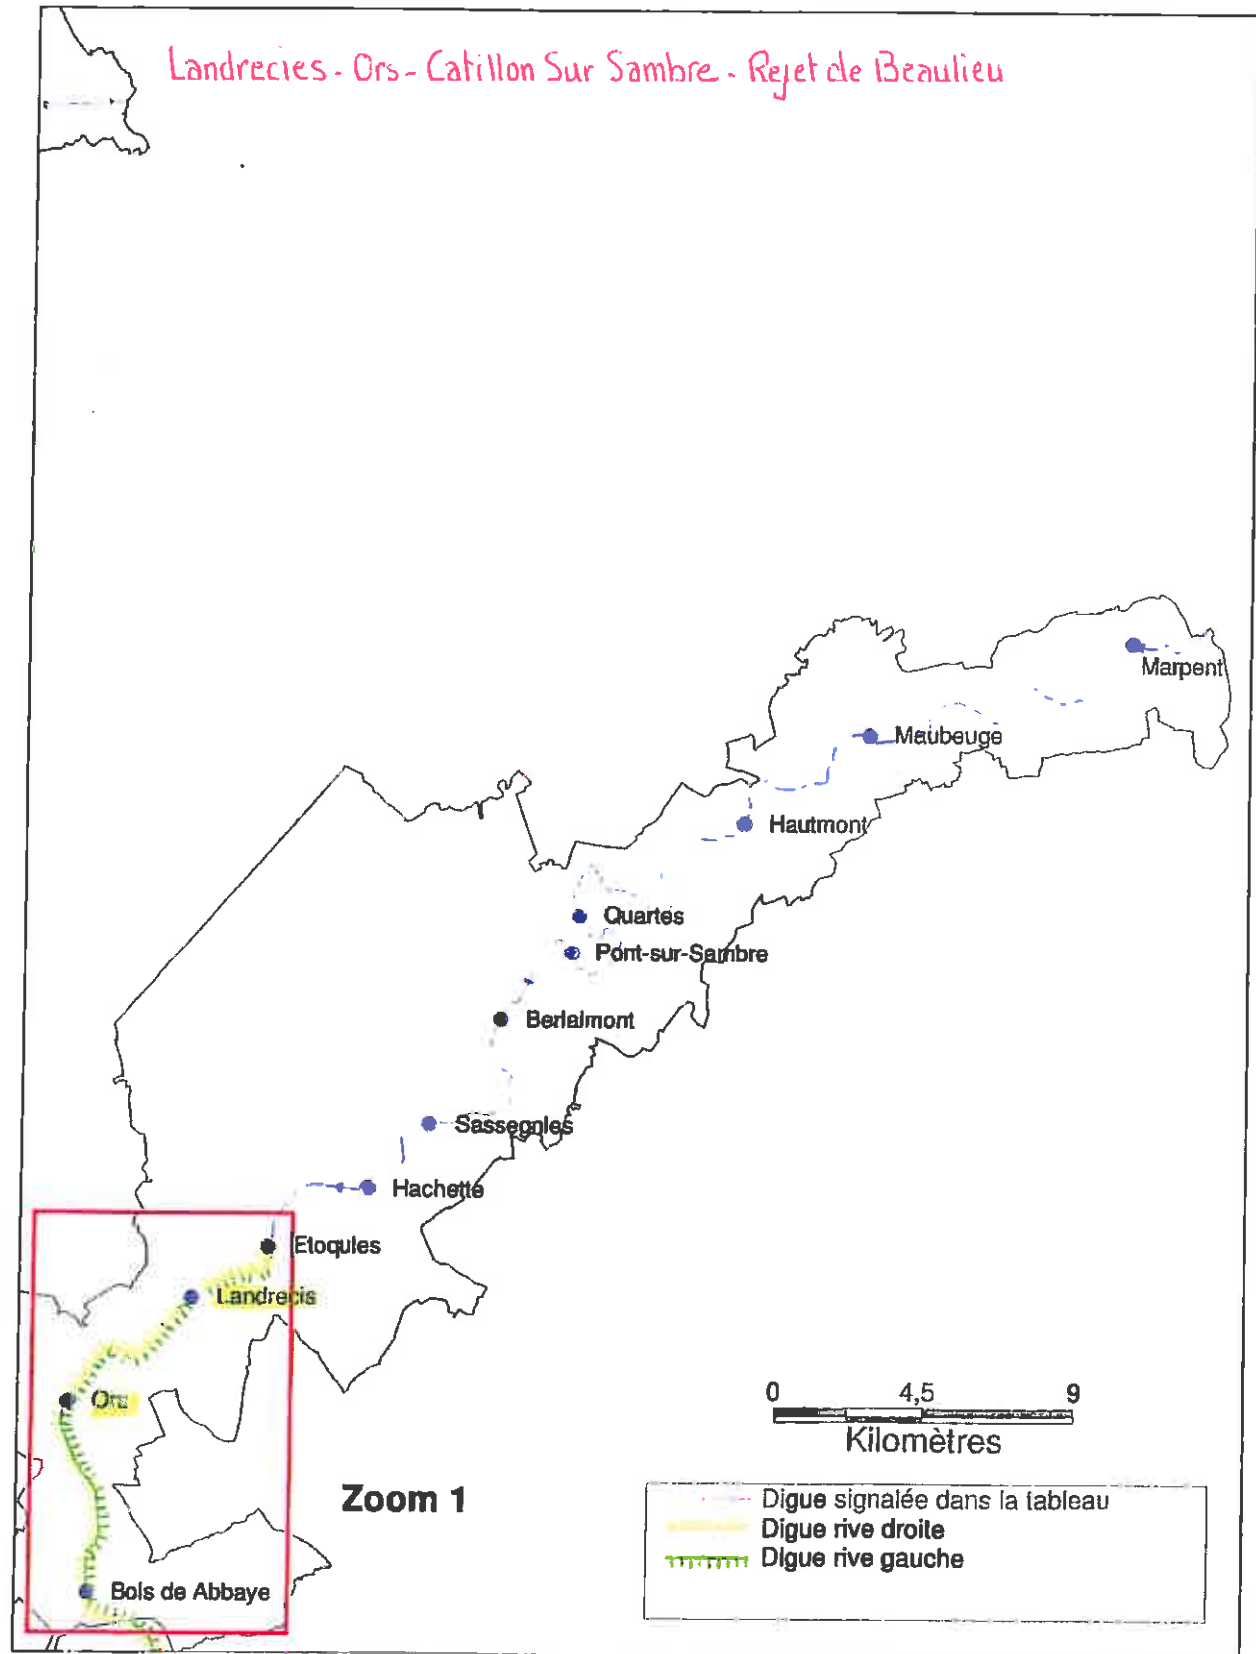 Landrecies - Ors - Catillon Sur Sambre - Rejet de Beaulieu
Marpent
Maubeuge
Hautmont
Quartes
Pont-sur-Sambre
Berlaimont
Sassegnies
Hachette
Etoquies
Landrecis
Ors
0 4,5 9
Kilomètres
Zoom 1
Digue signalée dans la tableau
Digue rive droite
Digue rive gauche
Bois de Abbaye